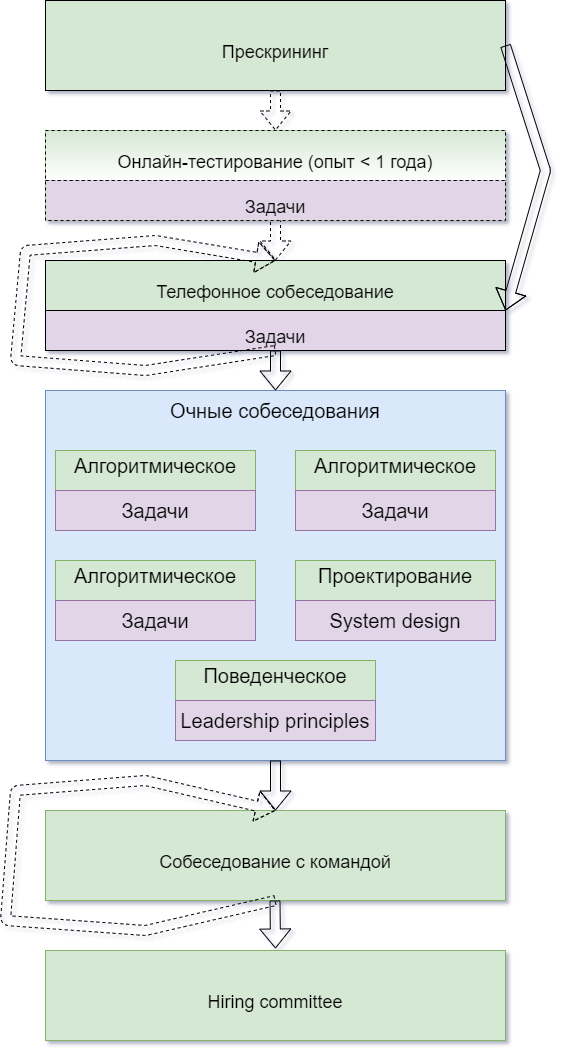 Прескрининг
Онлайн-тестирование (опыт < 1 года)
Задачи
Телефонное собеседование
Задачи
Очные собеседования
Алгоритмическое
Задачи
Алгоритмическое
Задачи
Алгоритмическое
Задачи
Проектирование
System design
Поведенческое
Leadership principles
Собеседование с командой
Hiring committee